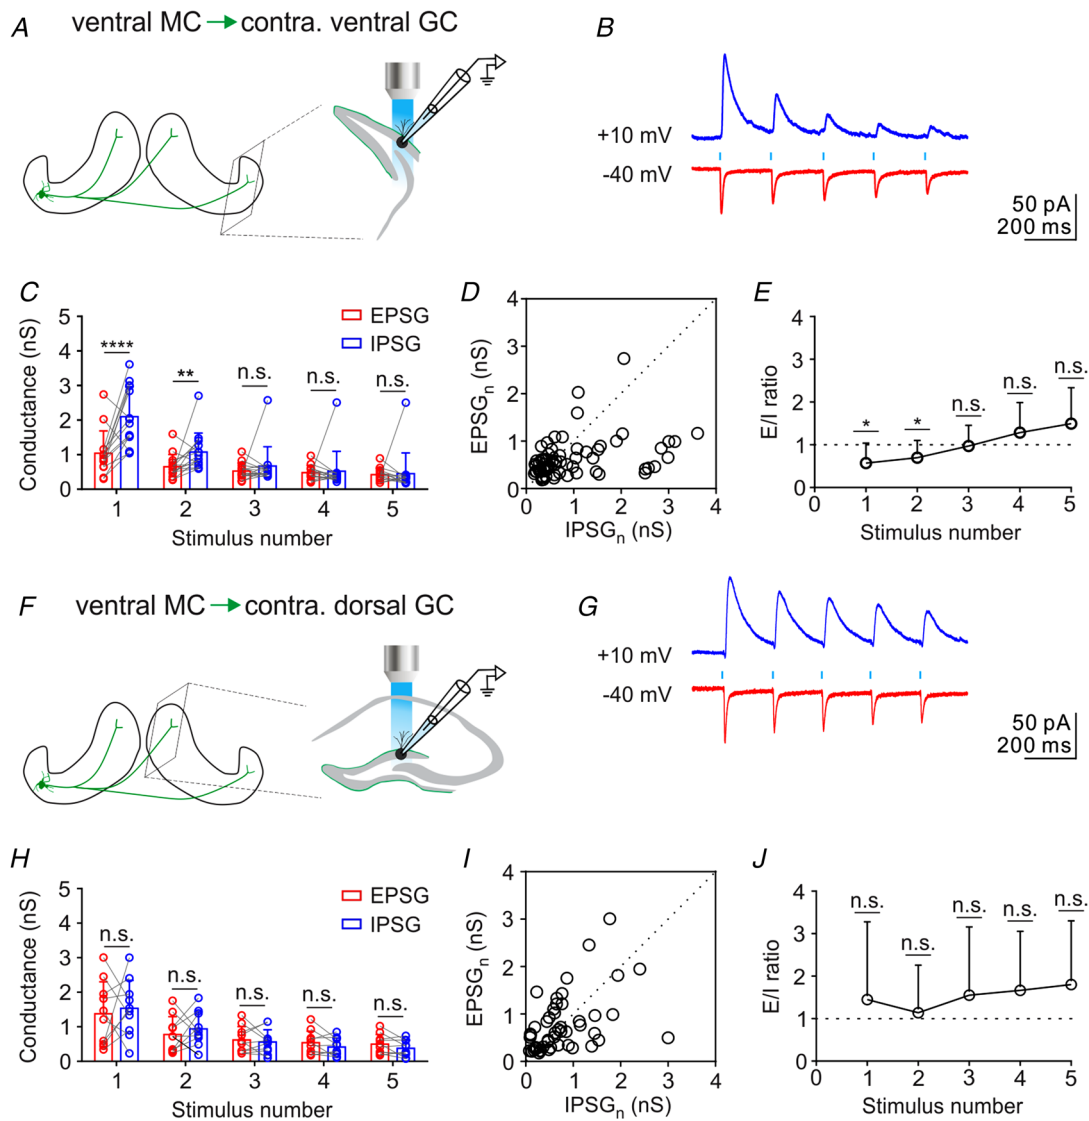 A ventral MC → contra. ventral GC
B
+10 mV
-40 mV
50 pA
200 ms
C
Conductance (nS)
5
4
3
2
1
0
EPSG
IPSG
****
**
n.s.
n.s.
n.s.
1 2 3 4 5
Stimulus number
D
EPSGn (nS)
4
3
2
1
0
0 1 2 3 4
IPSGn (nS)
E
E/I ratio
4
3
2
1
0
*
*
n.s.
n.s.
n.s.
0 1 2 3 4 5
Stimulus number
F ventral MC → contra. dorsal GC
G
+10 mV
-40 mV
50 pA
200 ms
H
Conductance (nS)
5
4
3
2
1
0
EPSG
IPSG
n.s.
n.s.
n.s.
n.s.
n.s.
1 2 3 4 5
Stimulus number
I
EPSGn (nS)
4
3
2
1
0
0 1 2 3 4
IPSGn (nS)
J
E/I ratio
4
3
2
1
0
n.s.
n.s.
n.s.
n.s.
n.s.
0 1 2 3 4 5
Stimulus number